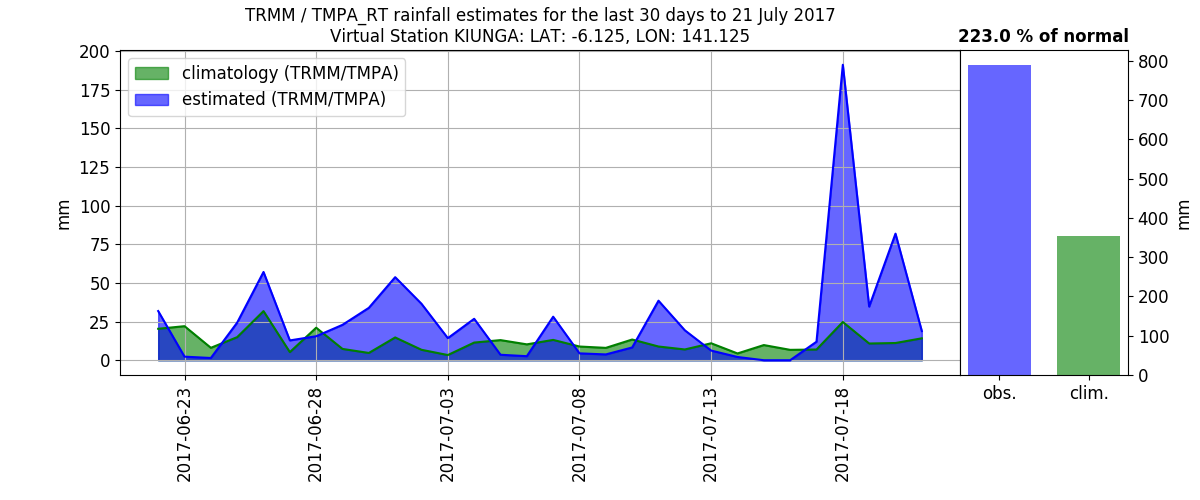 TRMM / TMPA_RT rainfall estimates for the last 30 days to 21 July 2017
Virtual Station KIUNGA: LAT: -6.125, LON: 141.125
223.0 % of normal
climatology (TRMM/TMPA)
estimated (TRMM/TMPA)
200
175
150
125
100
75
50
25
0
mm
2017-06-23
2017-06-28
2017-07-03
2017-07-08
2017-07-13
2017-07-18
800
700
600
500
400
300
200
100
0
mm
obs.
clim.